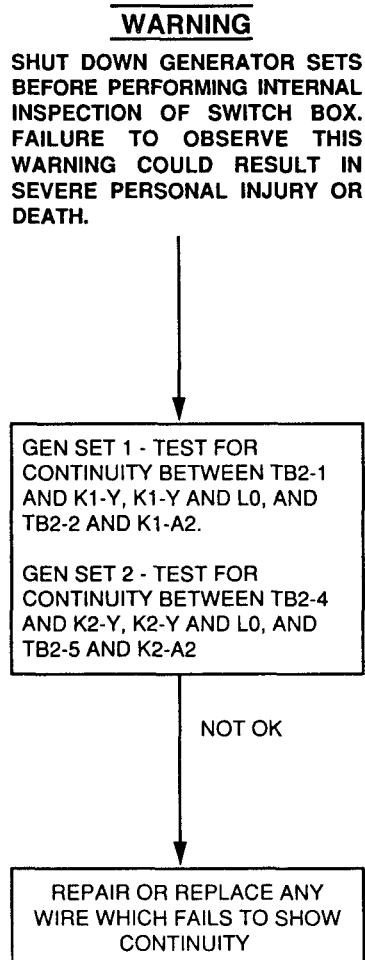 WARNING
SHUT DOWN GENERATOR SETS
BEFORE PERFORMING INTERNAL
INSPECTION OF SWITCH BOX.
FAILURE TO OBSERVE THIS
WARNING COULD RESULT IN
SEVERE PERSONAL INJURY OR
DEATH.
GEN SET 1 - TEST FOR
CONTINUITY BETWEEN TB2-1
AND K1-Y, K1-Y AND L0, AND
TB2-2 AND K1-A2.
GEN SET 2 - TEST FOR
CONTINUITY BETWEEN TB2-4
AND K2-Y, K2-Y AND L0, AND
TB2-5 AND K2-A2
NOT OK
REPAIR OR REPLACE ANY
WIRE WHICH FAILS TO SHOW
CONTINUITY